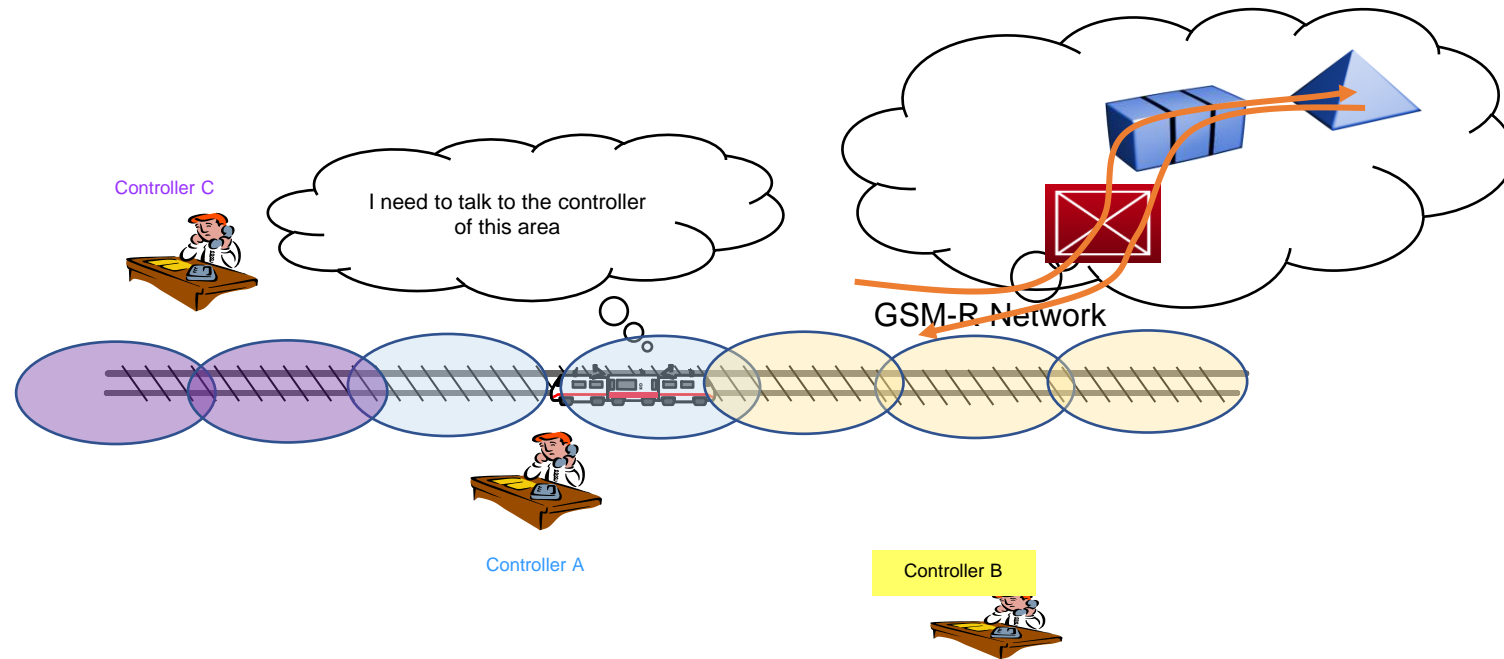 Controller C
I need to talk to the controller
of this area
GSM-R Network
Controller A
Controller B